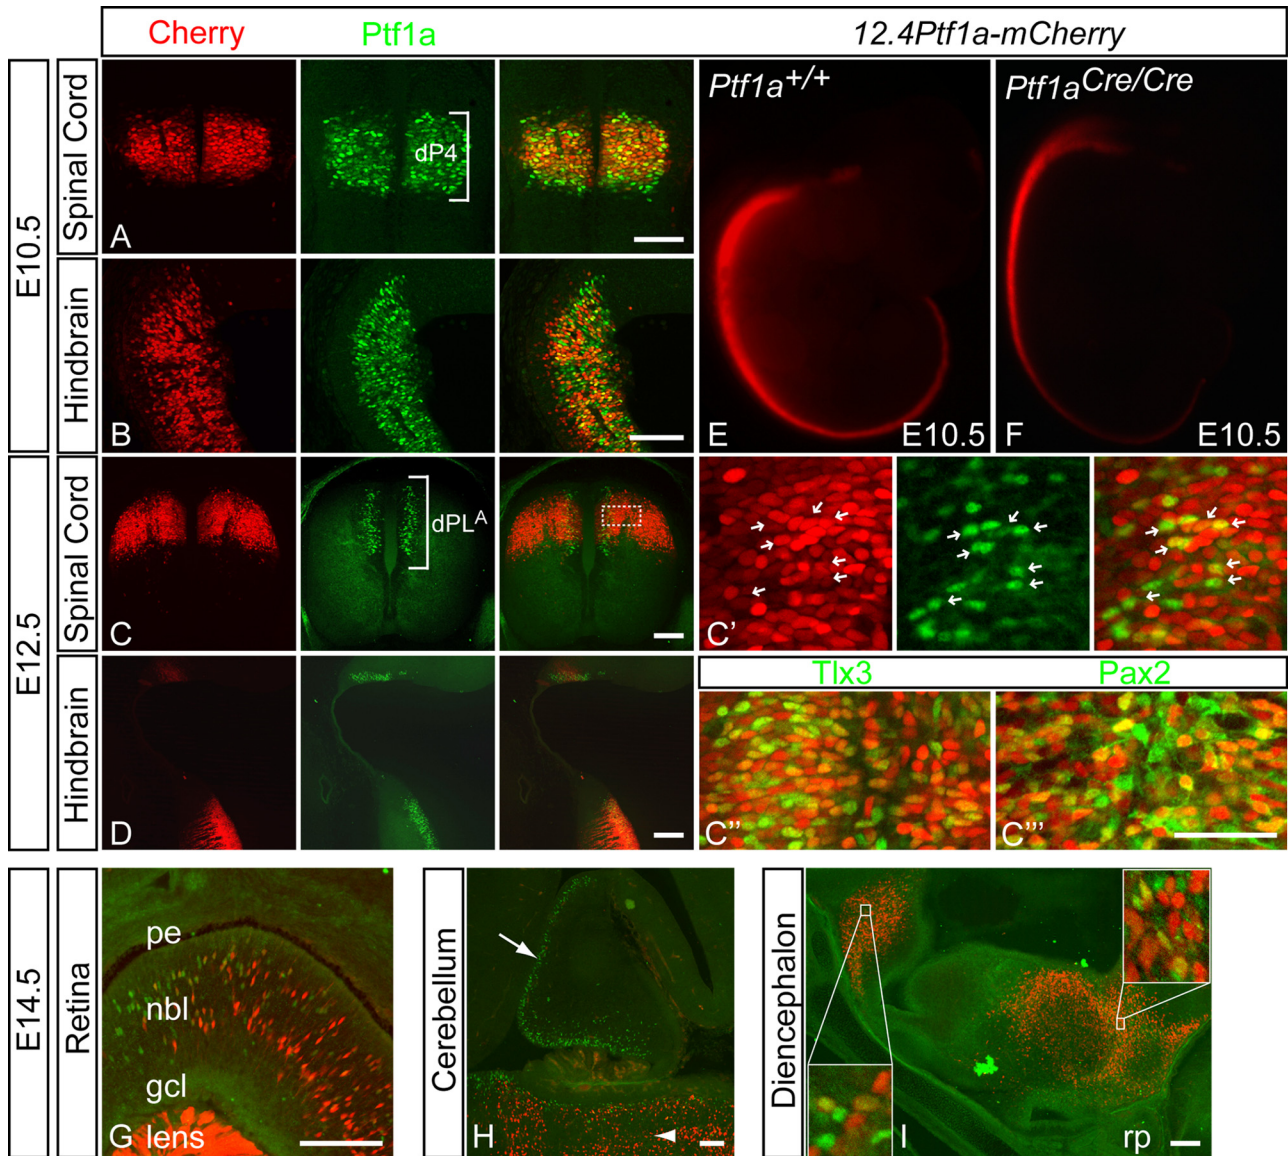 Cherry
Ptf1a
12.4Ptf1a-mCherry
E10.5
Spinal Cord
A
dP4
Ptf1a+/+
E
E10.5
Ptf1aCre/Cre
F
E10.5
Hindbrain
B
E12.5
Spinal Cord
C
dPLA
C'
Hindbrain
D
Tlx3
Pax2
C''
C'''
E14.5
Retina
pe
nbl
gcl
G
lens
Cerebellum
H
Diencephalon
I
rp